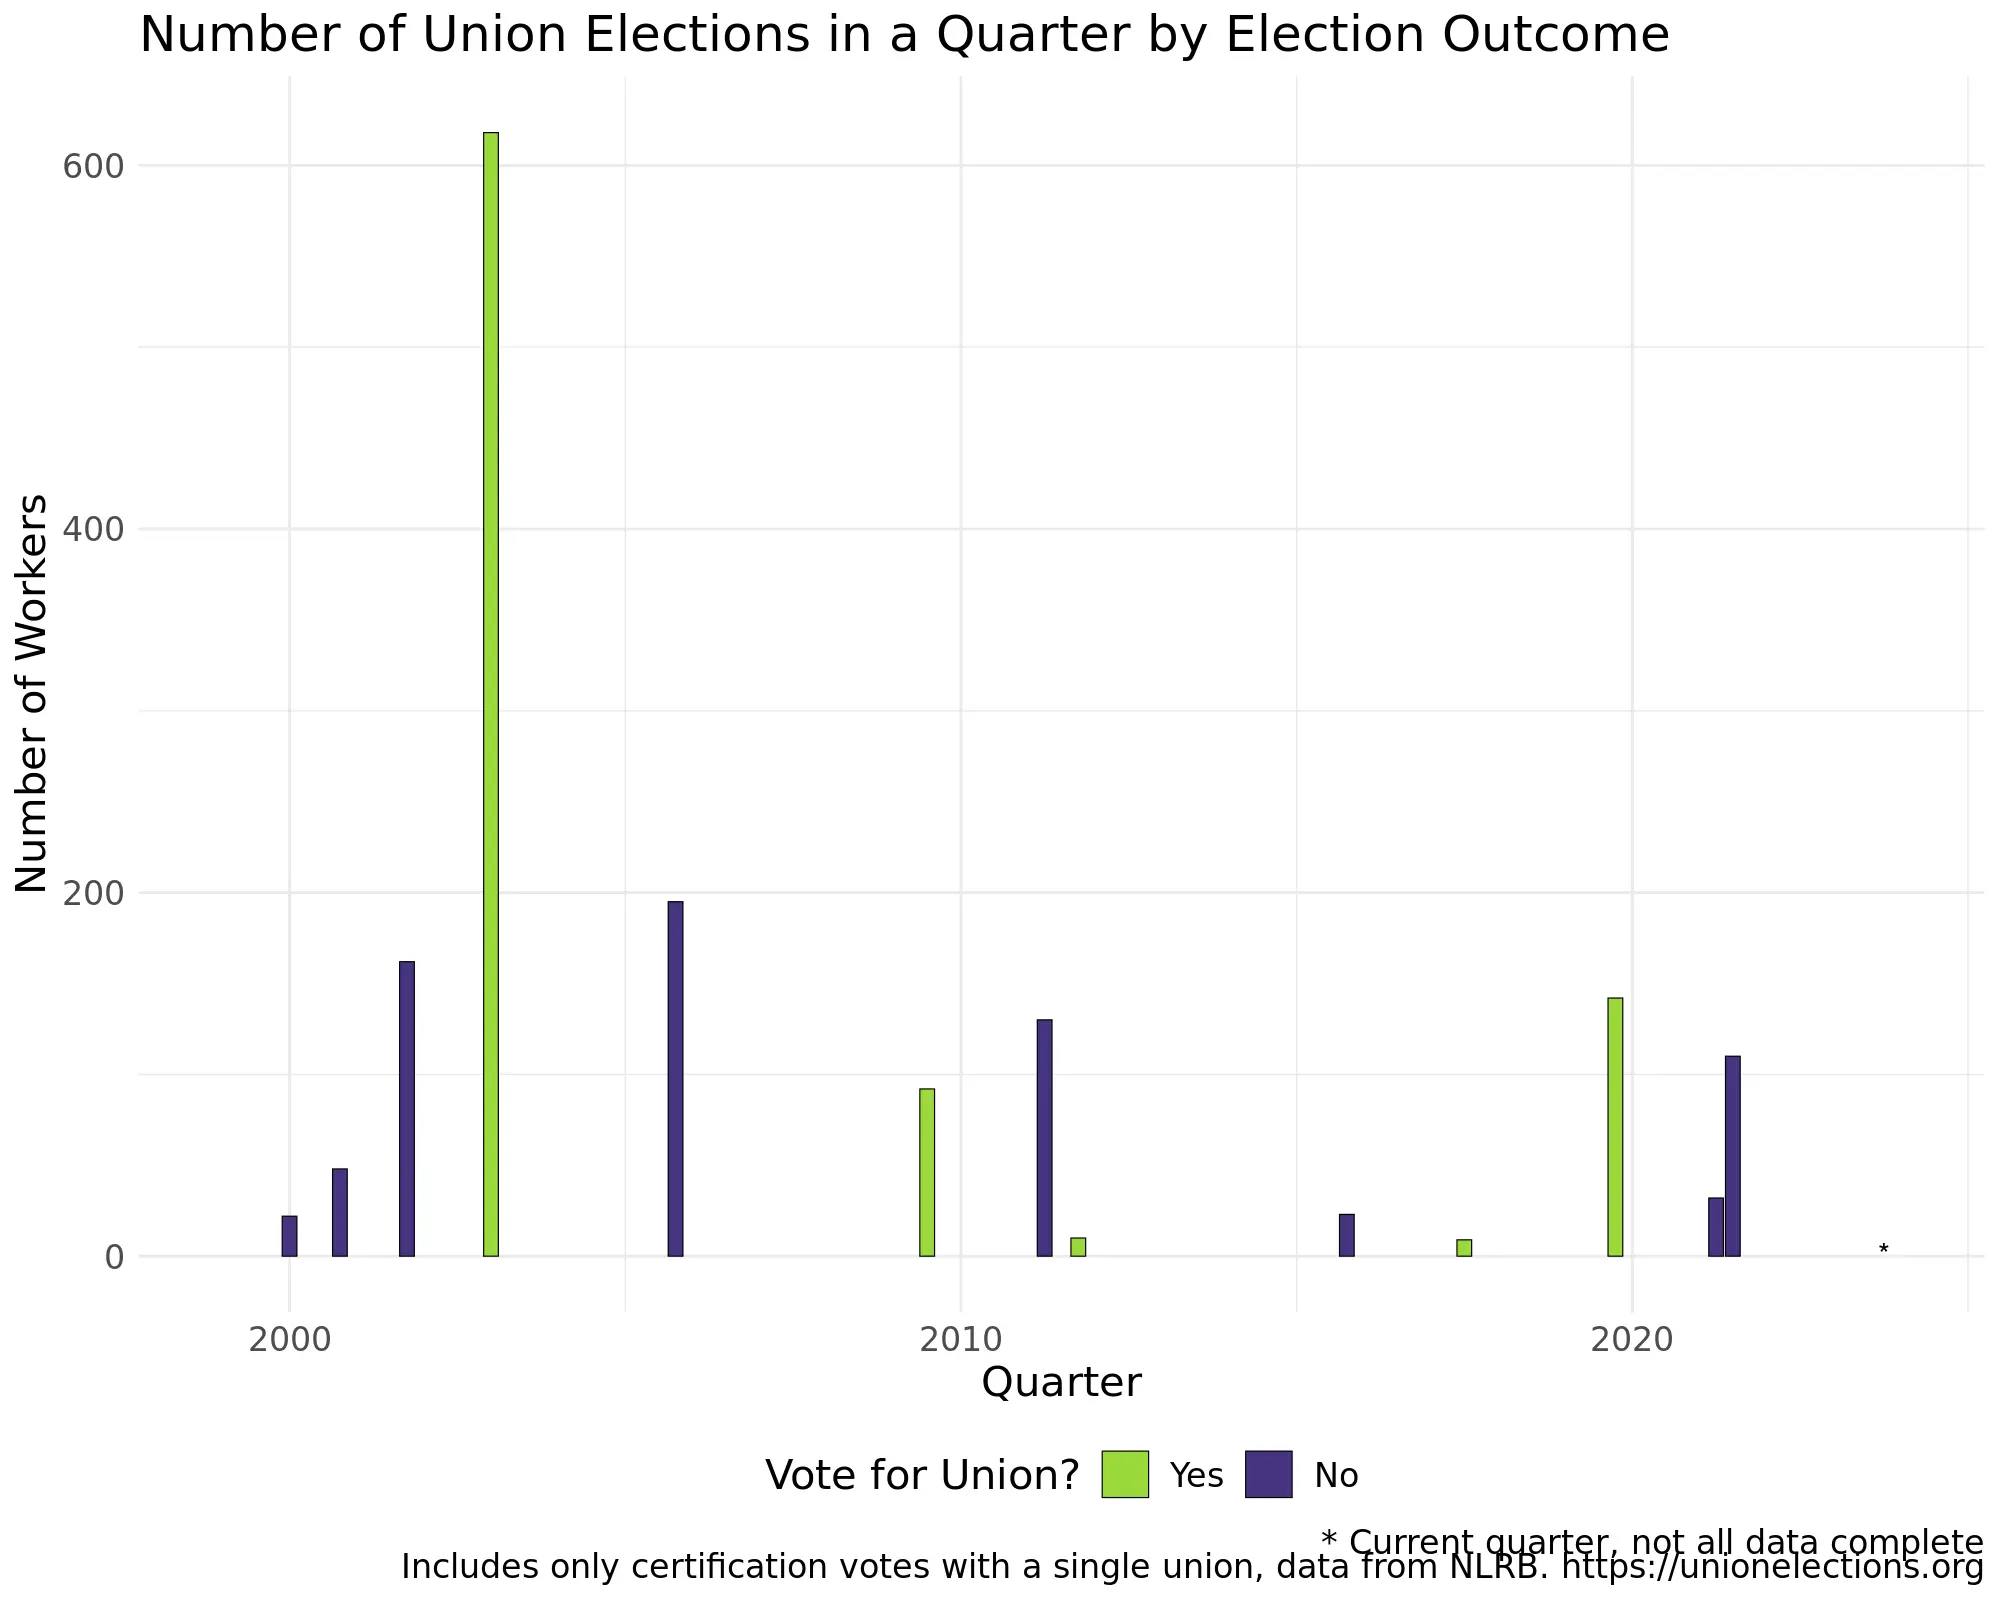 Number of Union Elections in a Quarter by Election Outcome
Number of Workers
600
400
200
0
*
2000 2010 2020
Quarter
Vote for Union? Yes No
* Current quarter, not all data complete
Includes only certification votes with a single union, data from NLRB. https://unionelections.org